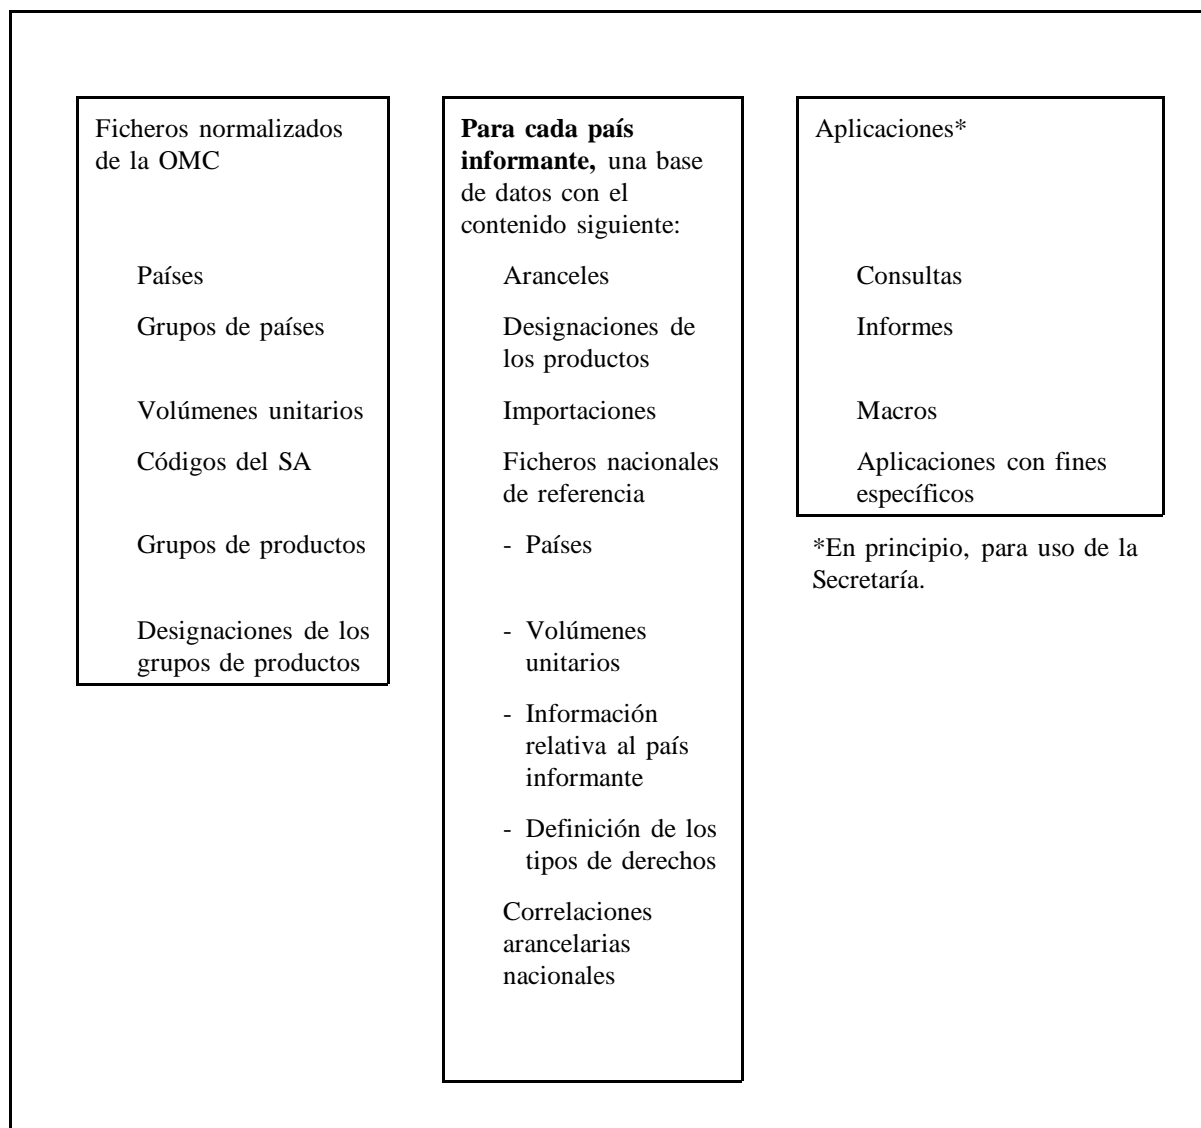 Ficheros normalizados
de la OMC
Países
Grupos de países
Volúmenes unitarios
Códigos del SA
Grupos de productos
Designaciones de los
grupos de productos
Para cada país
informante, una base
de datos con el
contenido siguiente:
Aranceles
Designaciones de
los productos
Importaciones
Ficheros nacionales
de referencia
- Países
- Volúmenes
unitarios
- Información
relativa al país
informante
- Definición de los
tipos de derechos
Correlaciones
arancelarias
nacionales
Aplicaciones*
Consultas
Informes
Macros
Aplicaciones con fines
específicos
*En principio, para uso de la
Secretaría.